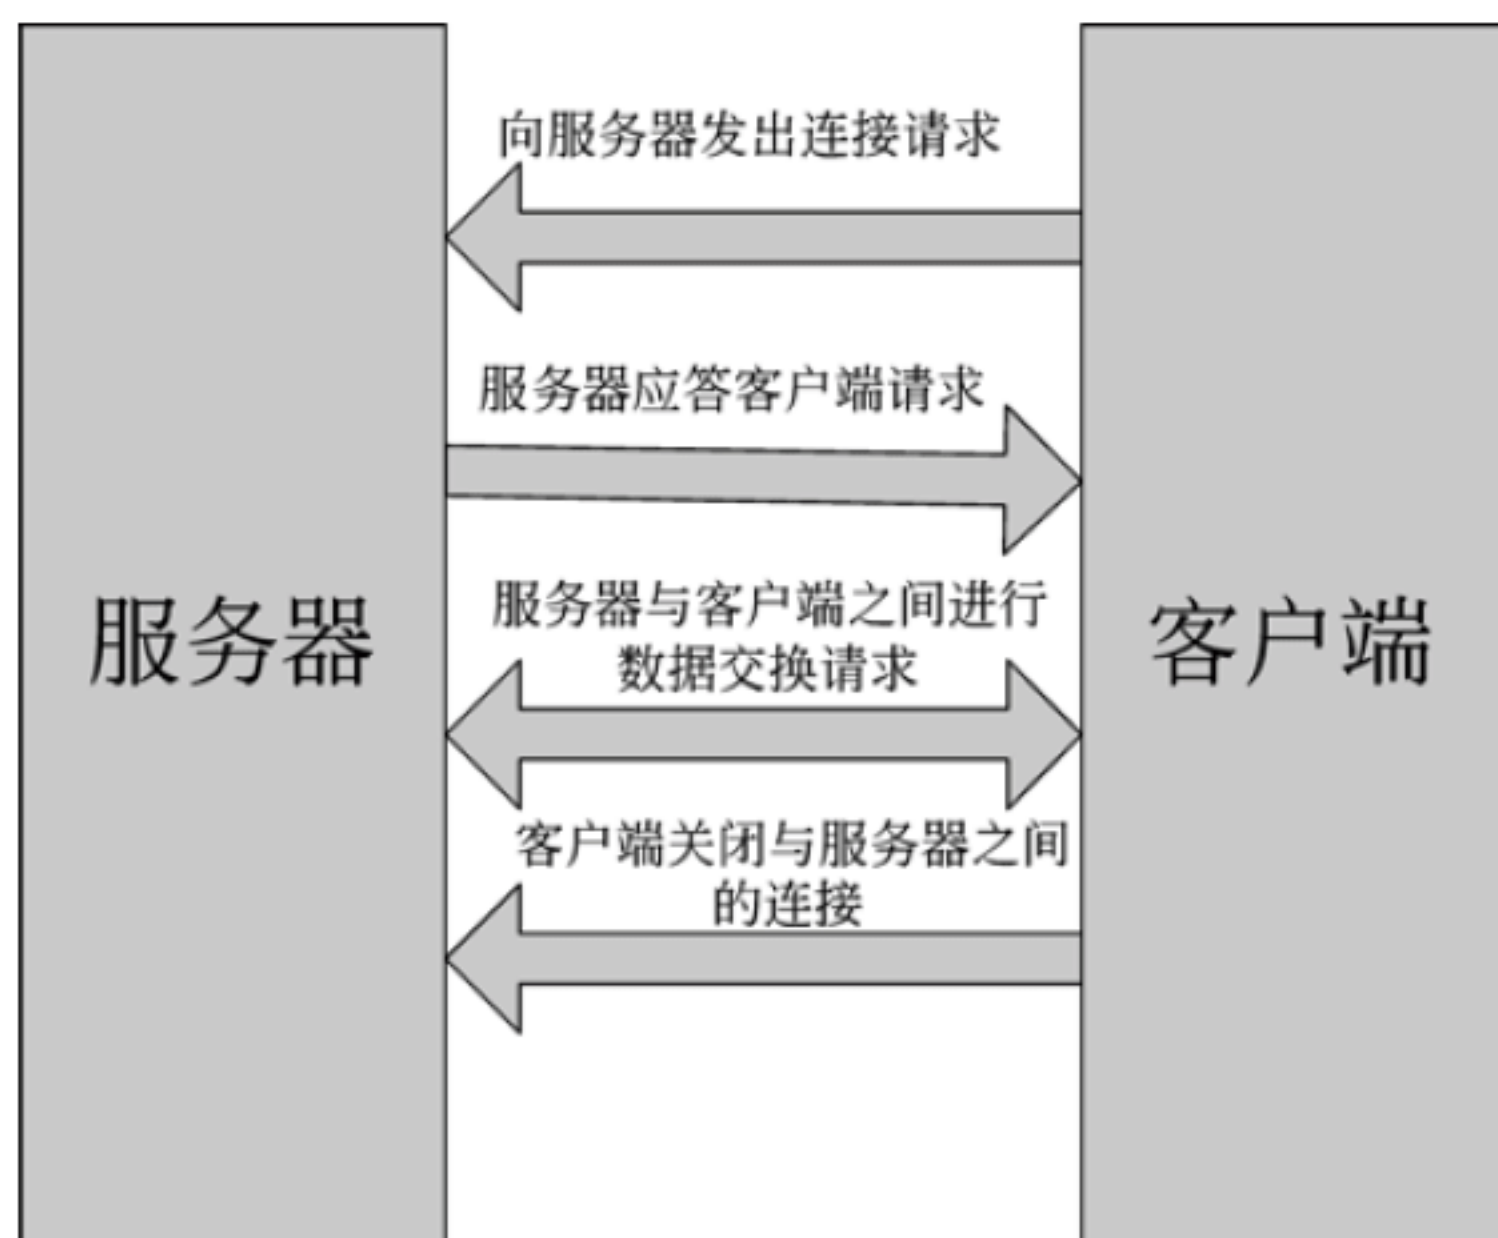 向服务器发出连接请求
服务器应答客户端请求
服务器与客户端之间进行
数据交换请求
服务器
客户端
客户端关闭与服务器之间
的连接